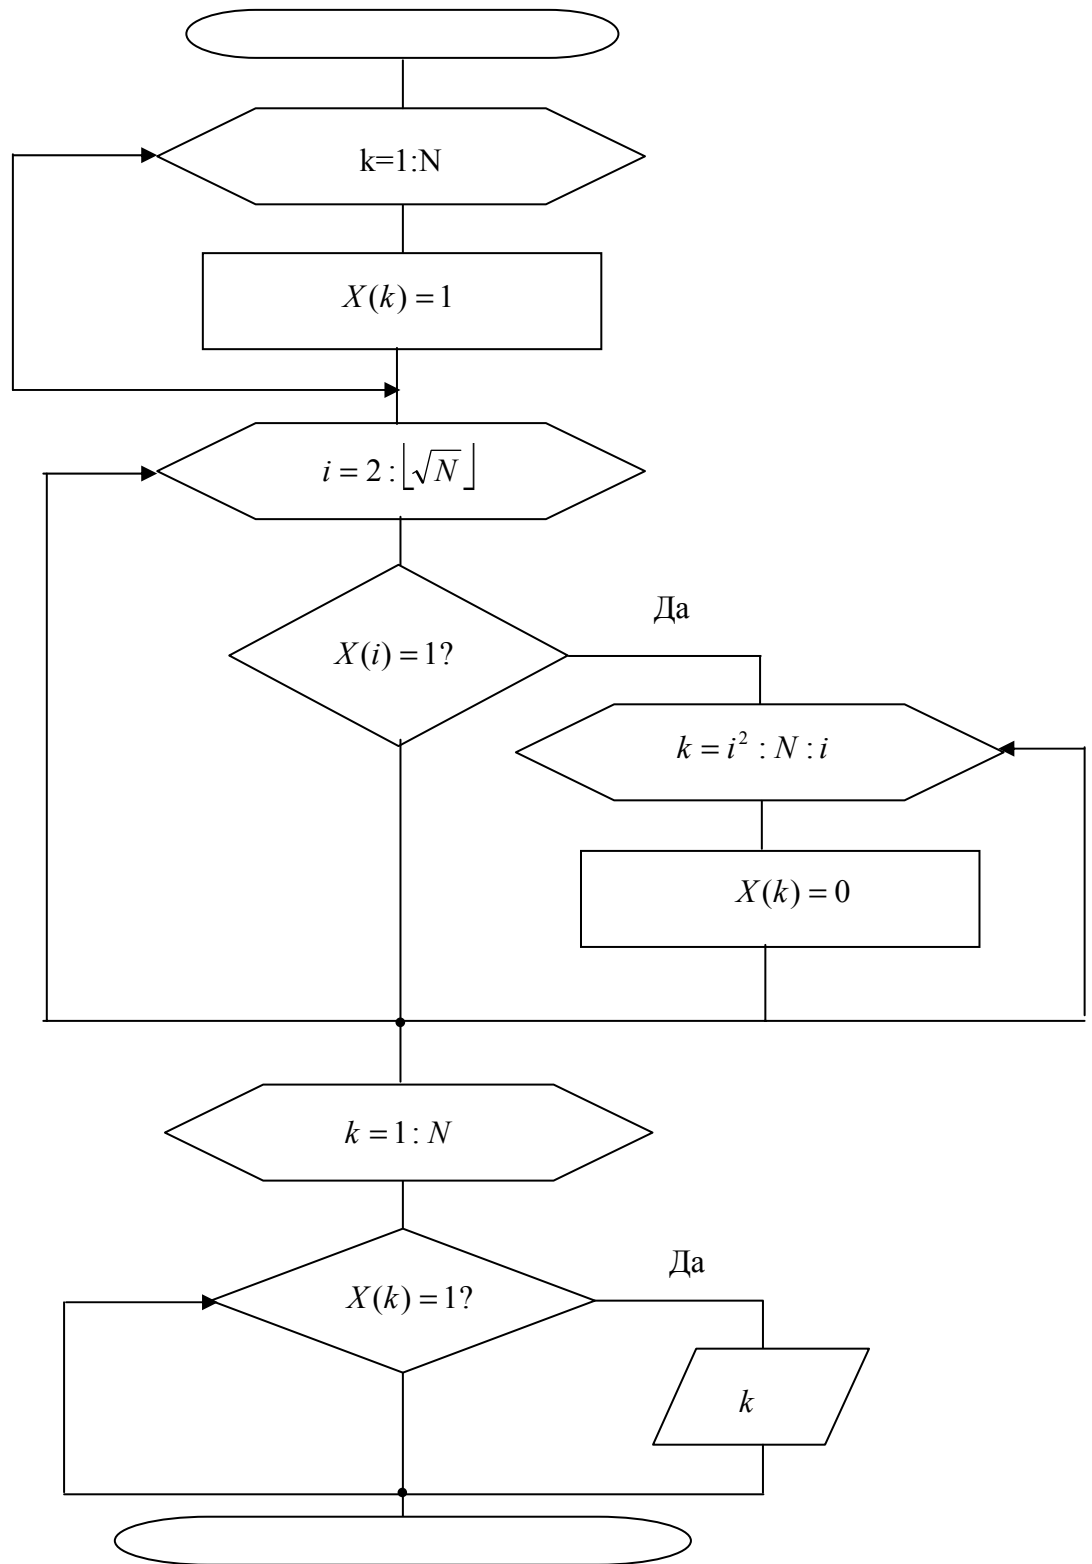 k=1:N
X(k) = 1
i = 2 : ⌊√N⌋
Да
X(i) = 1?
k = i² : N : i
X(k) = 0
k = 1 : N
Да
X(k) = 1?
k